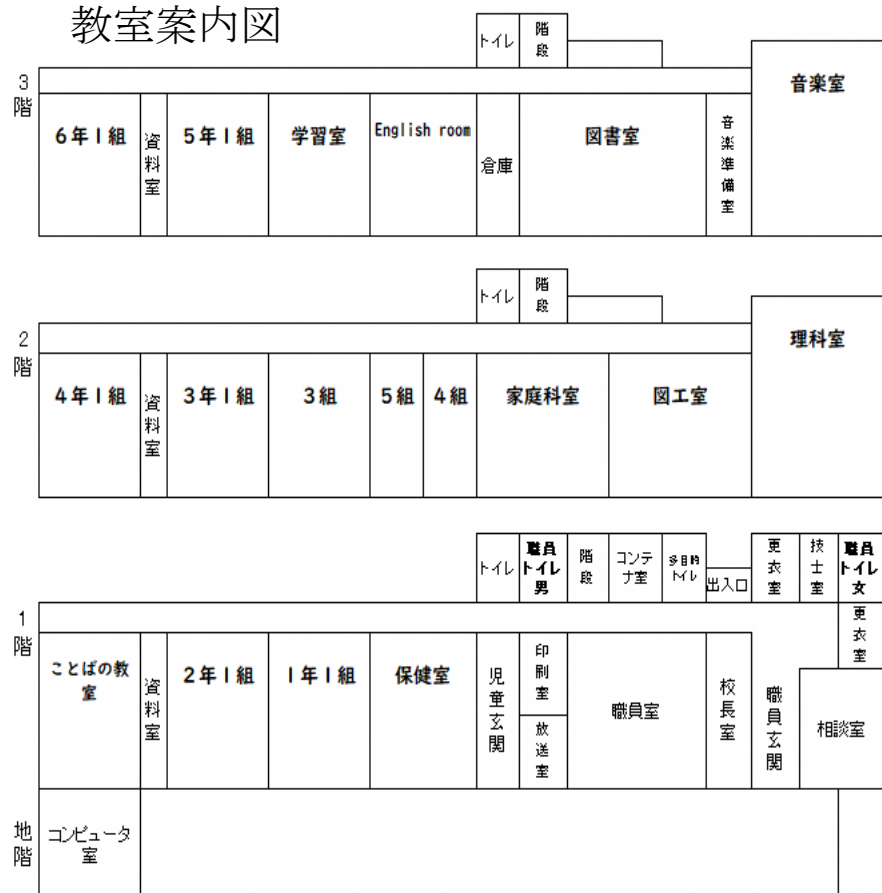 教室案内図
トイレ
階段
3階
音楽室
6年1組
資料室
5年1組
学習室
English room
倉庫
図書室
音楽準備室
トイレ
階段
2階
理科室
4年1組
資料室
3年1組
3組
5組
4組
家庭科室
図工室
トイレ
職員トイレ男
階段
コンテナ室
多目的トイレ
出入口
更衣室
技士室
職員トイレ女
1階
更衣室
ことばの教室
資料室
2年1組
1年1組
保健室
児童玄関
印刷室
放送室
職員室
校長室
職員玄関
相談室
地階
コンピュータ室